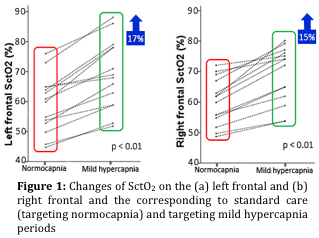 Left frontal SctO2 (%)
90
80
70
60
50
40
17%
p < 0.01
Normocapnia
Mild hypercapnia
Right frontal SctO2 (%)
90
80
70
60
50
40
15%
p < 0.01
Normocapnia
Mild hypercapnia
Figure 1: Changes of SctO₂ on the (a) left frontal and (b)
right frontal and the corresponding to standard care
(targeting normocapnia) and targeting mild hypercapnia
periods